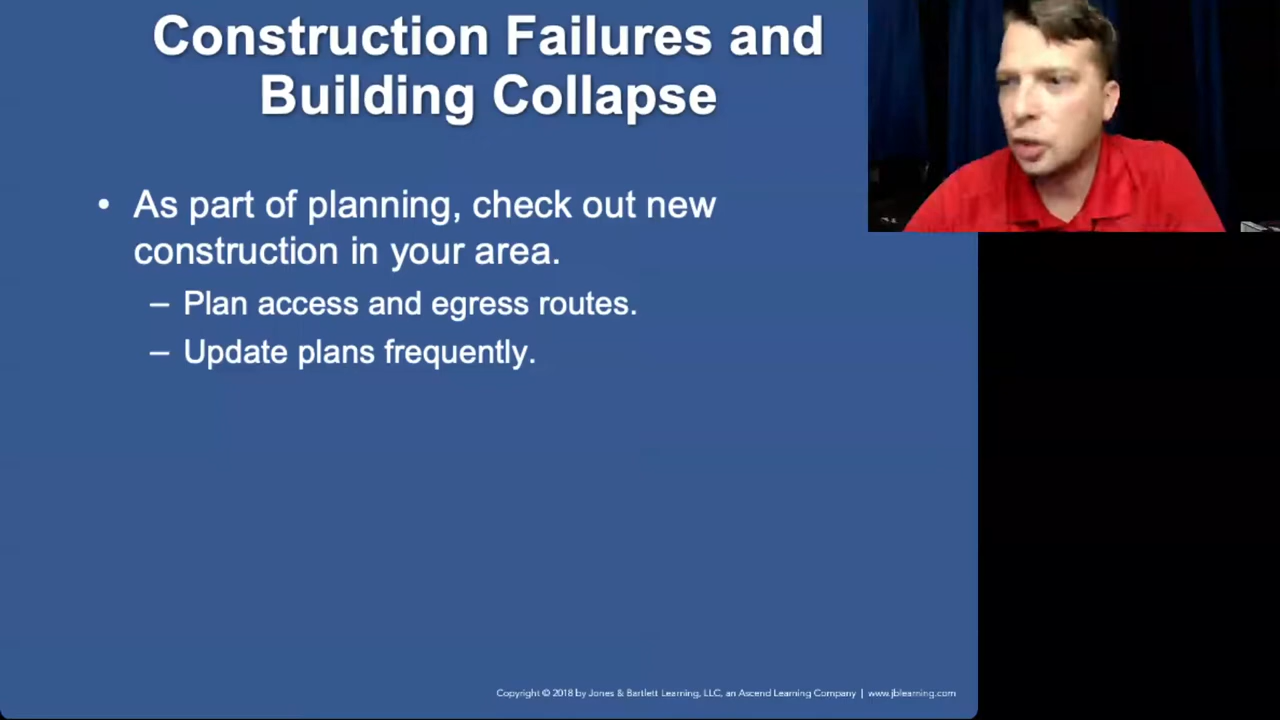 Construction Failures and
Building Collapse
• As part of planning, check out new
construction in your area.
– Plan access and egress routes.
– Update plans frequently.
Copyright © 2018 by Jones & Bartlett Learning, LLC, an Ascend Learning Company | www.jblearning.com